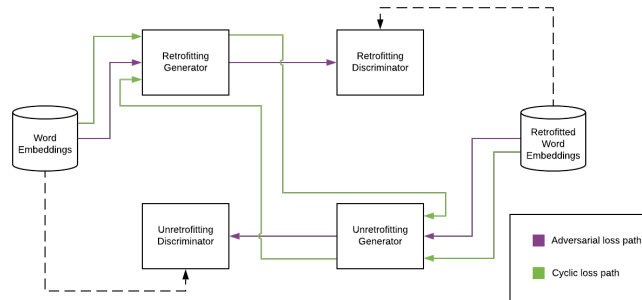 Retrofitting
Generator
Retrofitting
Discriminator
Word
Embeddings
Retrofitted
Word
Embeddings
Unretrofitting
Discriminator
Unretrofitting
Generator
Adversarial loss path
Cyclic loss path